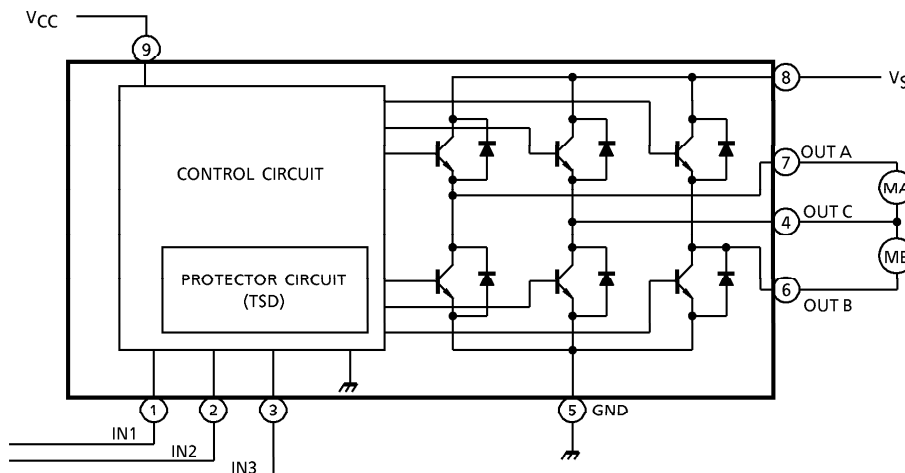 VCC
9
8
VS
CONTROL CIRCUIT
7
OUT A
MA
4
OUT C
PROTECTOR CIRCUIT
(TSD)
6
OUT B
1
2
3
5
GND
IN1
IN2
IN3